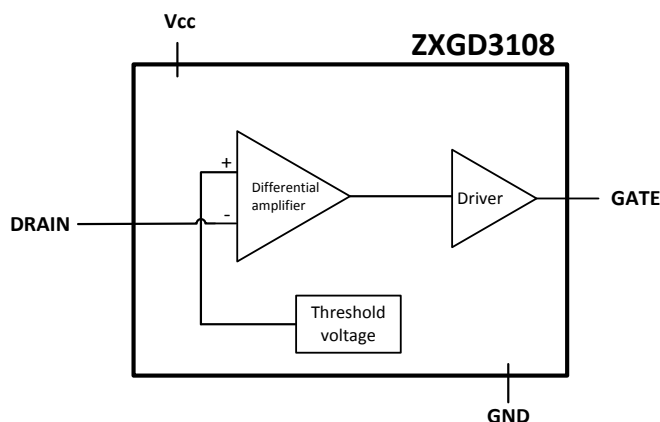 Vcc
ZXGD3108
+
Differential
amplifier
Driver
GATE
DRAIN
-
Threshold
voltage
GND